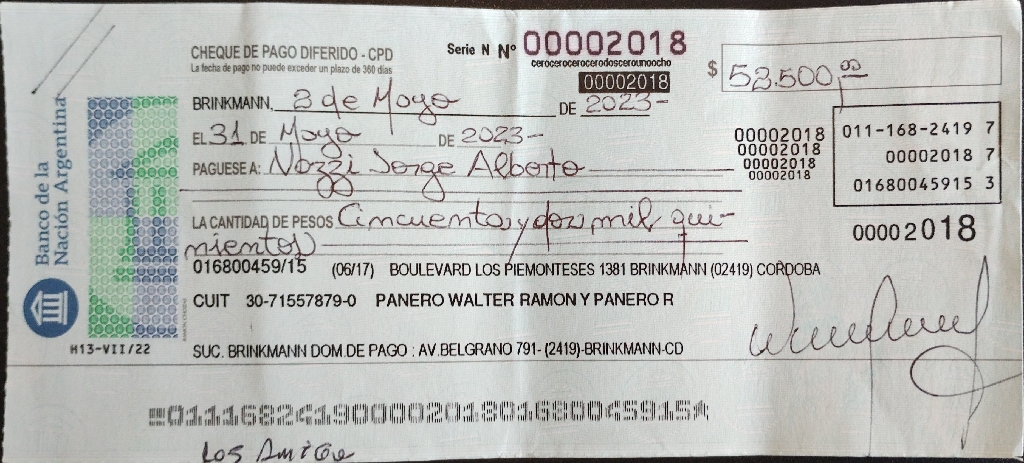 CHEQUE DE PAGO DIFERIDO - CPD
La fecha de pago no puede exceder un plazo de 360 días
Serie N Nº 00002018
cerocerocerocerodosceroun​oocho
00002018
$ 52.500,00
BRINKMANN, 2 de Mayo DE 2023-
EL 31 DE Mayo DE 2023-
PAGUESE A: Nozzi Jorge Alberto
00002018
00002018
00002018
00002018
011-168-2419 7
00002018 7
01680045915 3
LA CANTIDAD DE PESOS Cincuenta y dos mil qui-
nientos
00002018
016800459/15 (06/17) BOULEVARD LOS PIEMONTESES 1381 BRINKMANN (02419) CORDOBA
CUIT 30-71557879-0 PANERO WALTER RAMON Y PANERO R
SUC. BRINKMANN DOM.DE PAGO : AV.BELGRANO 791- (2419)-BRINKMANN-CD
Banco de la
Nación Argentina
H13-VII/22
01116824190000201801680045915
Los Amigo